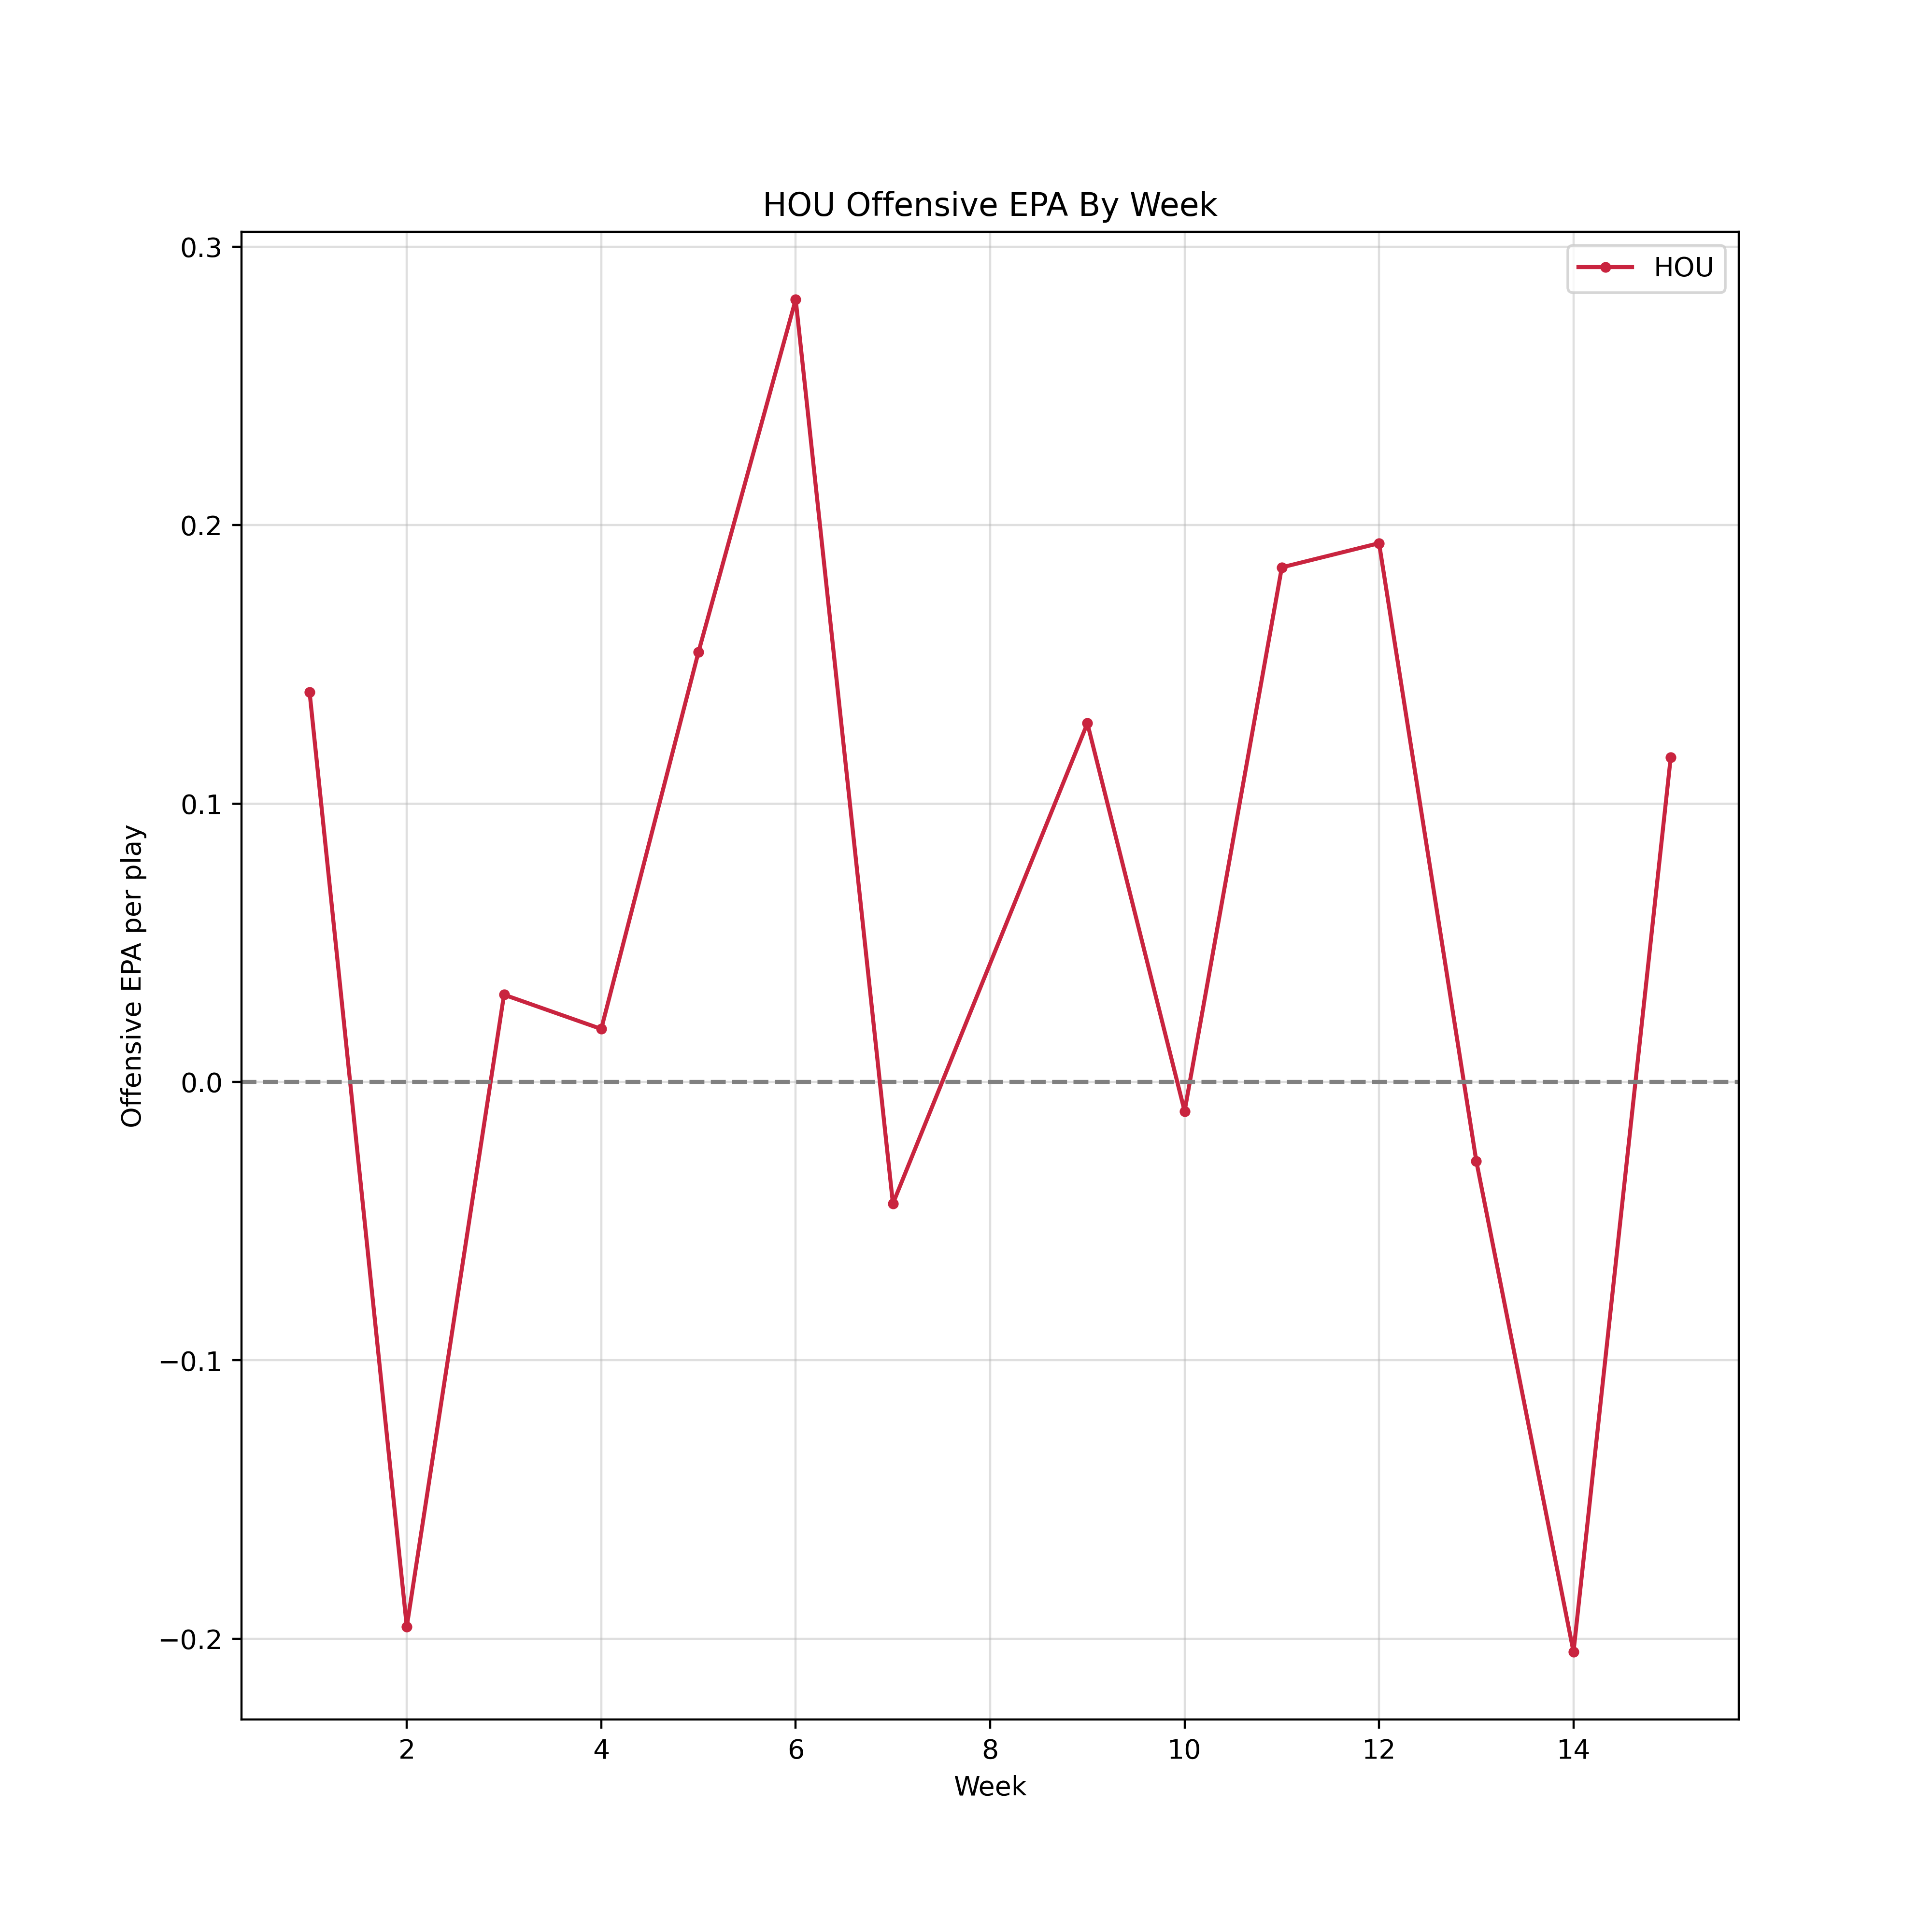 HOU Offensive EPA By Week
HOU
0.3
0.2
0.1
0.0
−0.1
−0.2
Offensive EPA per play
2 4 6 8 10 12 14
Week